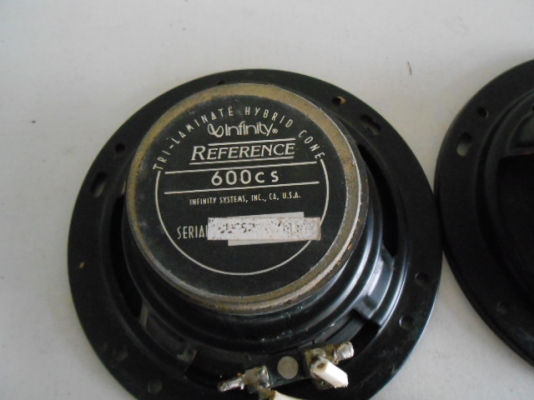 TRI-LAMINATE HYBRID CONE
Infinity®
REFERENCE
600cs
INFINITY SYSTEMS, INC., CA, U.S.A.
SERIAL